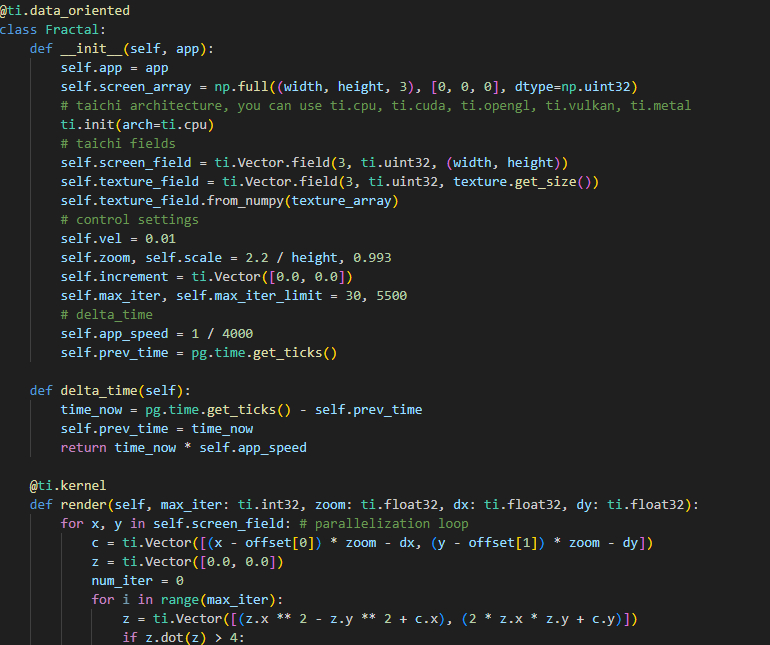 @ti.data_oriented
class Fractal:
    def __init__(self, app):
        self.app = app
        self.screen_array = np.full((width, height, 3), [0, 0, 0], dtype=np.uint32)
        # taichi architecture, you can use ti.cpu, ti.cuda, ti.opengl, ti.vulkan, ti.metal
        ti.init(arch=ti.cpu)
        # taichi fields
        self.screen_field = ti.Vector.field(3, ti.uint32, (width, height))
        self.texture_field = ti.Vector.field(3, ti.uint32, texture.get_size())
        self.texture_field.from_numpy(texture_array)
        # control settings
        self.vel = 0.01
        self.zoom, self.scale = 2.2 / height, 0.993
        self.increment = ti.Vector([0.0, 0.0])
        self.max_iter, self.max_iter_limit = 30, 5500
        # delta_time
        self.app_speed = 1 / 4000
        self.prev_time = pg.time.get_ticks()

    def delta_time(self):
        time_now = pg.time.get_ticks() - self.prev_time
        self.prev_time = time_now
        return time_now * self.app_speed

    @ti.kernel
    def render(self, max_iter: ti.int32, zoom: ti.float32, dx: ti.float32, dy: ti.float32):
        for x, y in self.screen_field: # parallelization loop
            c = ti.Vector([(x - offset[0]) * zoom - dx, (y - offset[1]) * zoom - dy])
            z = ti.Vector([0.0, 0.0])
            num_iter = 0
            for i in range(max_iter):
                z = ti.Vector([(z.x ** 2 - z.y ** 2 + c.x), (2 * z.x * z.y + c.y)])
                if z.dot(z) > 4: